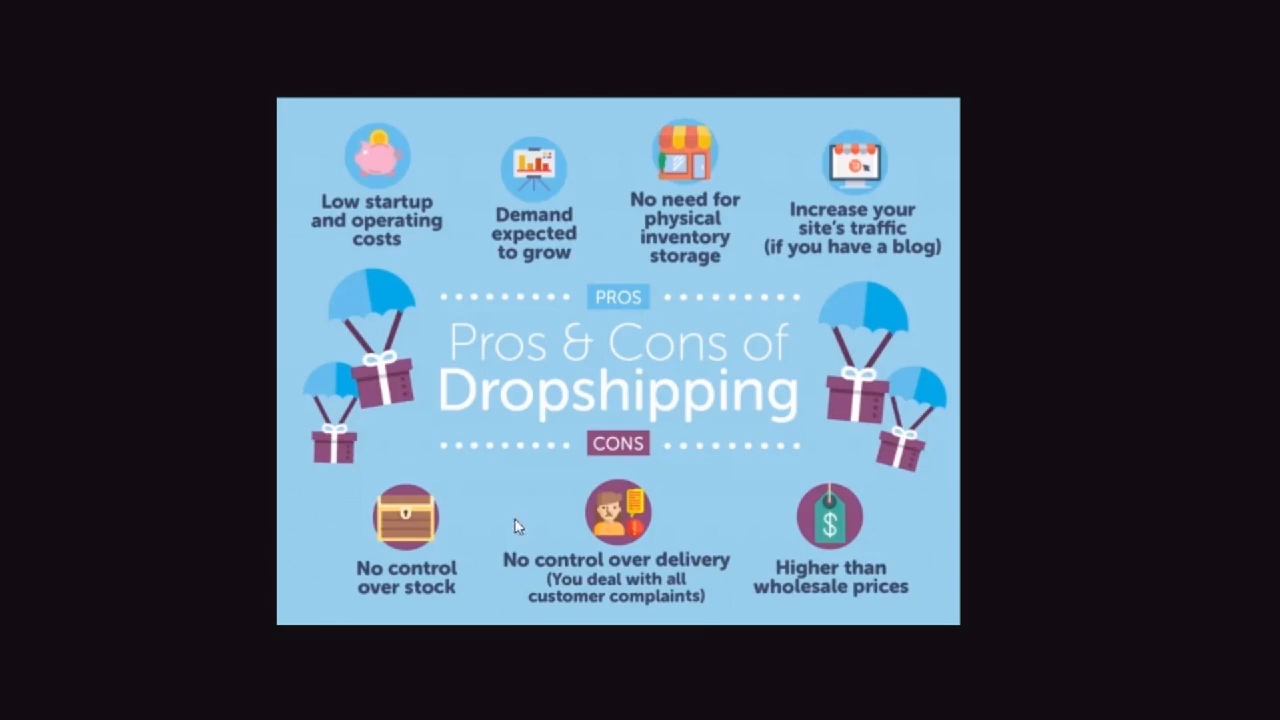 Low startup
and operating
costs
Demand
expected
to grow
No need for
physical
inventory
storage
Increase your
site's traffic
(if you have a blog)
PROS
Pros & Cons of
Dropshipping
CONS
No control
over stock
No control over delivery
(You deal with all
customer complaints)
$
Higher than
wholesale prices